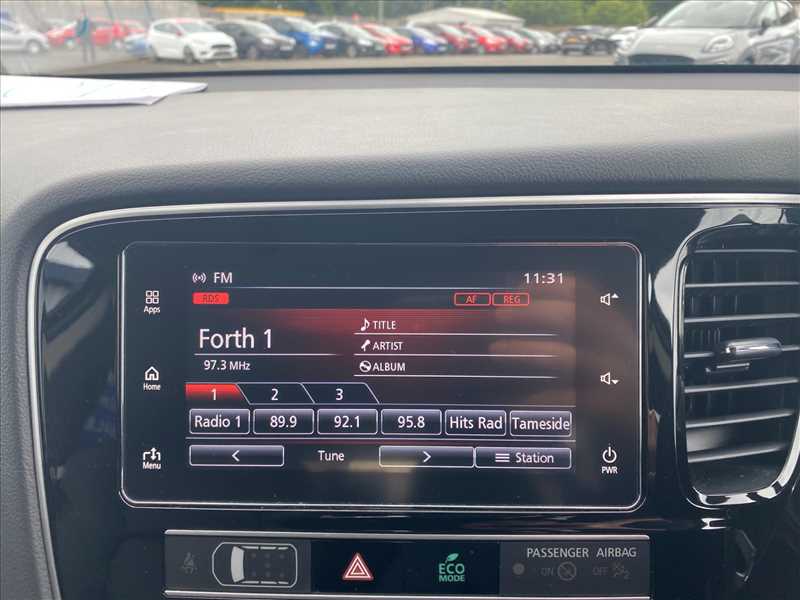 FM 11:31
RDS AF REG
Apps
Forth 1
97.3 MHz
TITLE
ARTIST
ALBUM
Home
1 2 3
Radio 1 89.9 92.1 95.8 Hits Rad Tameside
< Tune > Station
Menu
PWR
ECO
MODE
PASSENGER AIRBAG
ON OFF